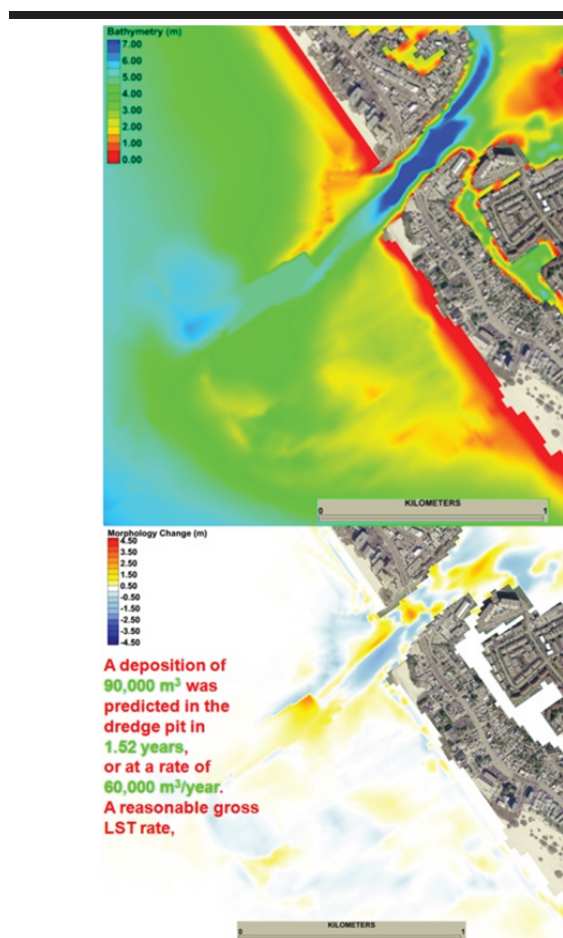 Bathymetry (m)
7.00
6.00
5.00
4.00
3.00
2.00
1.00
0.00
KILOMETERS
0 1
Morphology Change (m)
4.50
3.50
2.50
1.50
0.50
-0.50
-1.50
-2.50
-3.50
-4.50
A deposition of
90,000 m³ was
predicted in the
dredge pit in
1.52 years,
or at a rate of
60,000 m³/year.
A reasonable gross
LST rate,
KILOMETERS
0 1